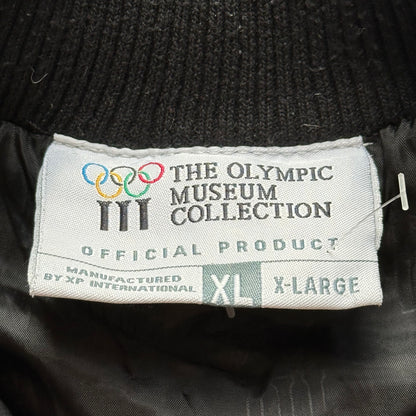 THE OLYMPIC
MUSEUM
COLLECTION
OFFICIAL PRODUCT
MANUFACTURED
BY XP INTERNATIONAL
XL X-LARGE